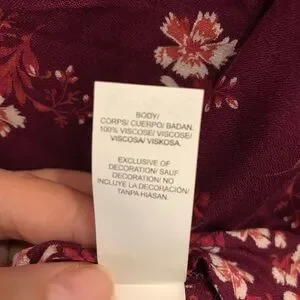 BODY/
CORPS/ CUERPO/ BADAN.
100% VISCOSE/ VISCOSE/
VISCOSA/ VISKOSA.
EXCLUSIVE OF
DECORATION/ SAUF
DECORATION/ NO
INCLUYE LA DECORACIÓN/
TANPA HIASAN.